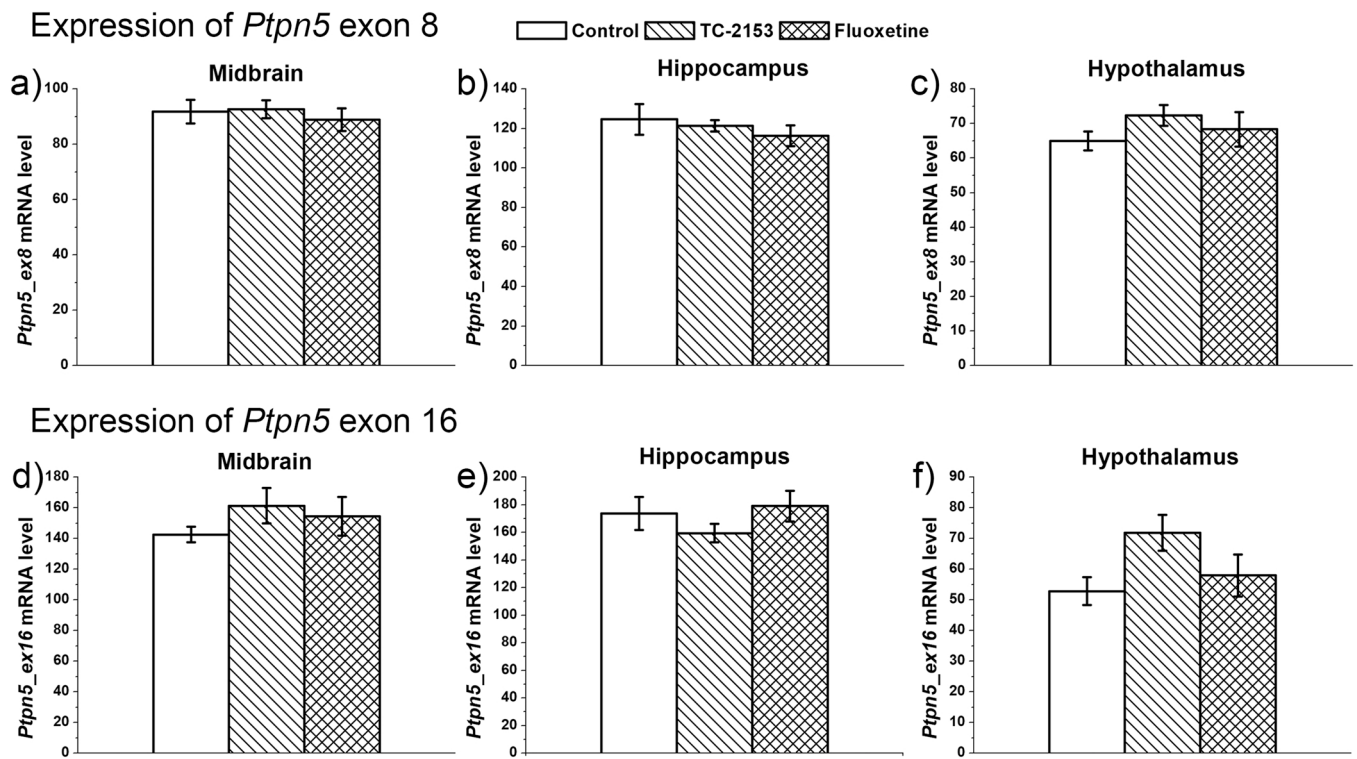 Expression of Ptpn5 exon 8
Control TC-2153 Fluoxetine
a)
Midbrain
Ptpn5_ex8 mRNA level
100
80
60
40
20
0
b)
Hippocampus
Ptpn5_ex8 mRNA level
140
120
100
80
60
40
20
0
c)
Hypothalamus
Ptpn5_ex8 mRNA level
80
70
60
50
40
30
20
10
0
Expression of Ptpn5 exon 16
d)
Midbrain
Ptpn5_ex16 mRNA level
180
160
140
120
100
80
60
40
20
0
e)
Hippocampus
Ptpn5_ex16 mRNA level
200
180
160
140
120
100
80
60
40
20
0
f)
Hypothalamus
Ptpn5_ex16 mRNA level
90
80
70
60
50
40
30
20
10
0